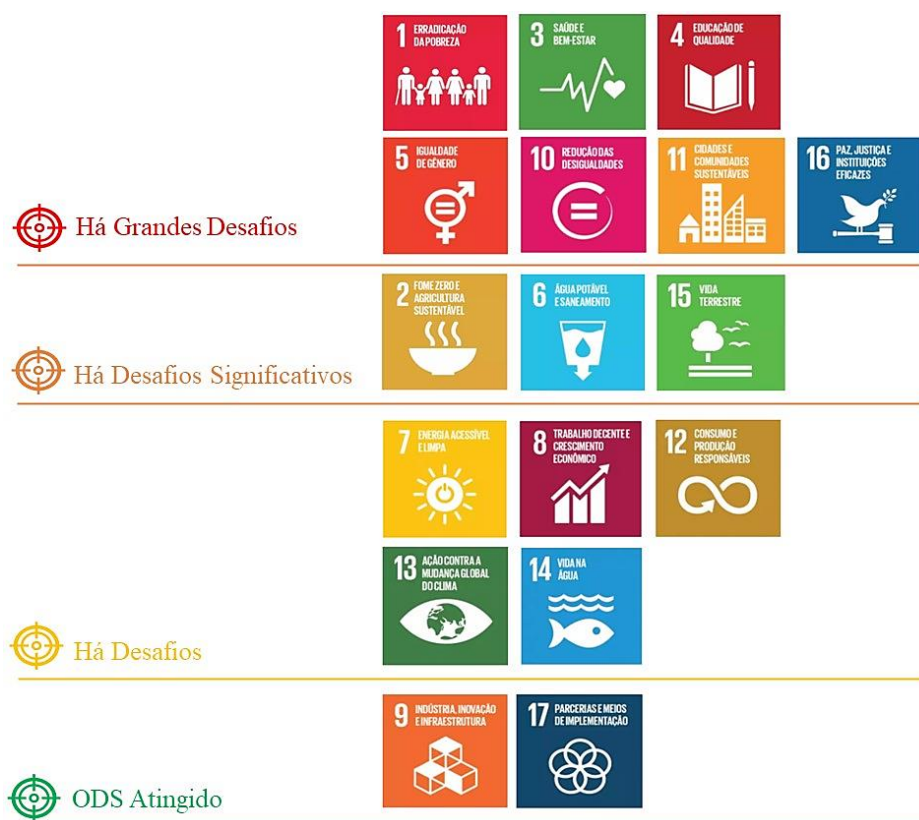 1 ERRADICAÇÃO
DA POBREZA
3 SAÚDE E
BEM-ESTAR
4 EDUCAÇÃO DE
QUALIDADE
5 IGUALDADE
DE GÊNERO
10 REDUÇÃO DAS
DESIGUALDADES
11 CIDADES E
COMUNIDADES
SUSTENTÁVEIS
16 PAZ, JUSTIÇA E
INSTITUIÇÕES
EFICAZES
Há Grandes Desafios
2 FOME ZERO E
AGRICULTURA
SUSTENTÁVEL
6 ÁGUA POTÁVEL
E SANEAMENTO
15 VIDA
TERRESTRE
Há Desafios Significativos
7 ENERGIA ACESSÍVEL
E LIMPA
8 TRABALHO DECENTE E
CRESCIMENTO
ECONÔMICO
12 CONSUMO E
PRODUÇÃO
RESPONSÁVEIS
13 AÇÃO CONTRA A
MUDANÇA GLOBAL
DO CLIMA
14 VIDA NA
ÁGUA
Há Desafios
9 INDÚSTRIA, INOVAÇÃO
E INFRAESTRUTURA
17 PARCERIAS E MEIOS
DE IMPLEMENTAÇÃO
ODS Atingido